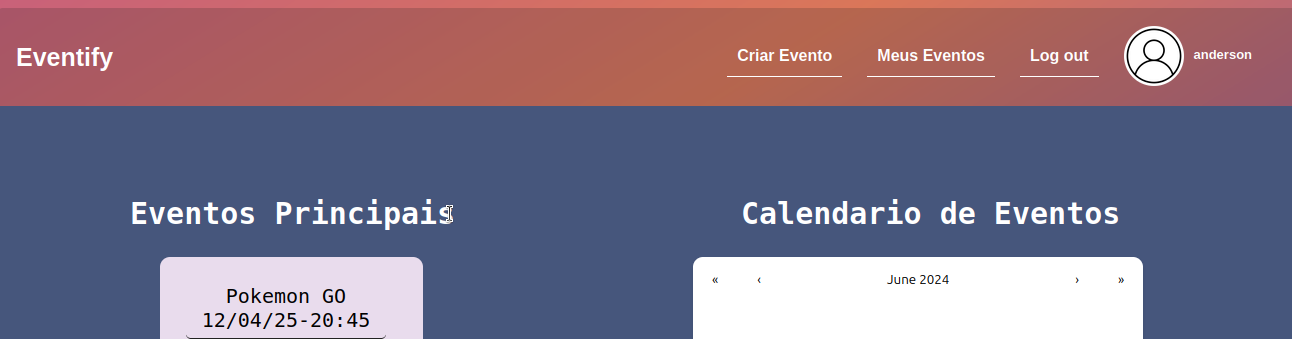 Eventify
Criar Evento Meus Eventos Log out anderson
Eventos Principais
Pokemon GO
12/04/25-20:45
Calendario de Eventos
« ‹ June 2024 › »